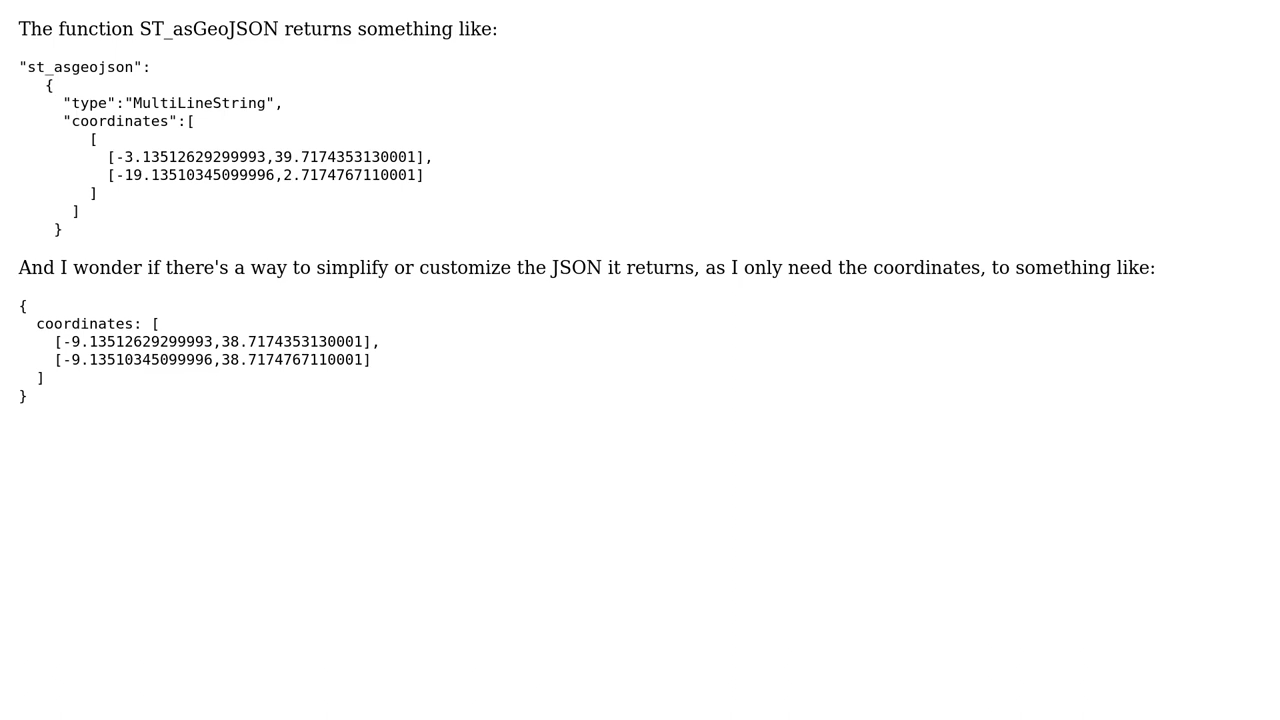 The function ST_asGeoJSON returns something like:
"st_asgeojson":
   {
     "type":"MultiLineString",
     "coordinates":[
        [
          [-3.13512629299993,39.7174353130001],
          [-19.13510345099996,2.7174767110001]
        ]
      ]
    }
And I wonder if there's a way to simplify or customize the JSON it returns, as I only need the coordinates, to something like:
{
  coordinates: [
    [-9.13512629299993,38.7174353130001],
    [-9.13510345099996,38.7174767110001]
  ]
}